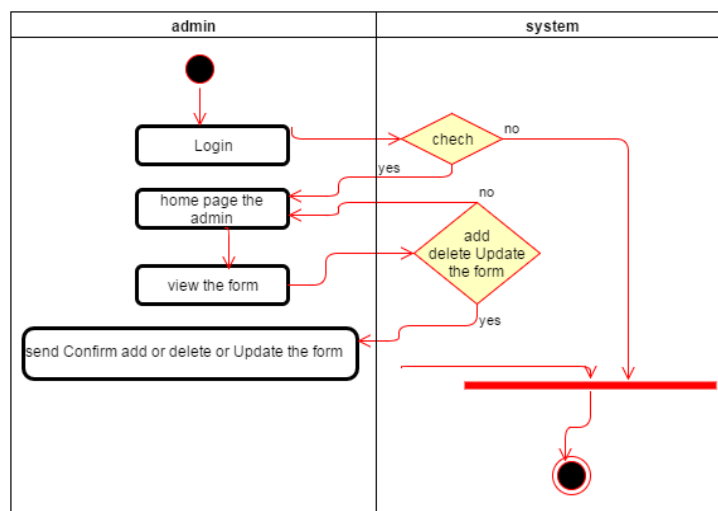 admin
system
Login
chech
no
yes
home page the
admin
no
add
delete Update
the form
view the form
yes
send Confirm add or delete or Update the form